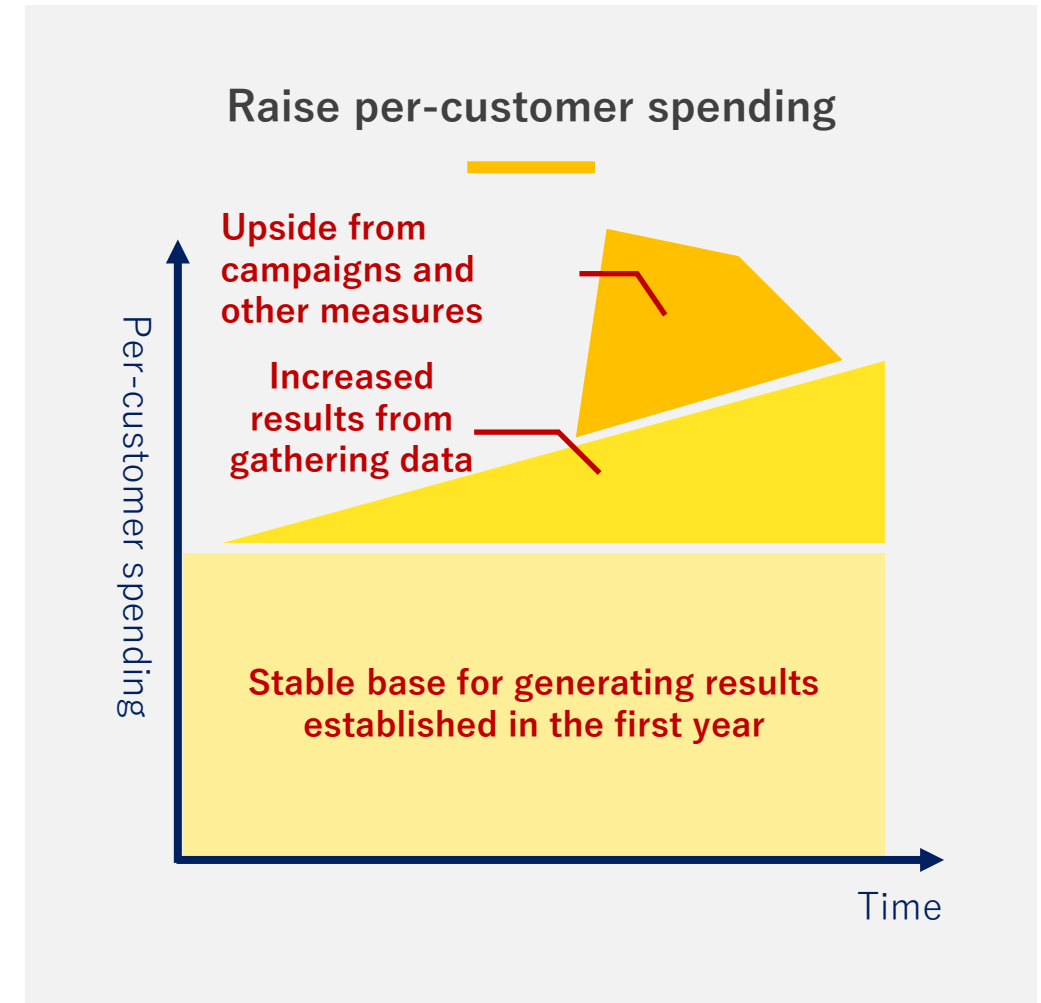 Raise per-customer spending
Upside from
campaigns and
other measures
Increased
results from
gathering data
Per-customer spending
Stable base for generating results
established in the first year
Time